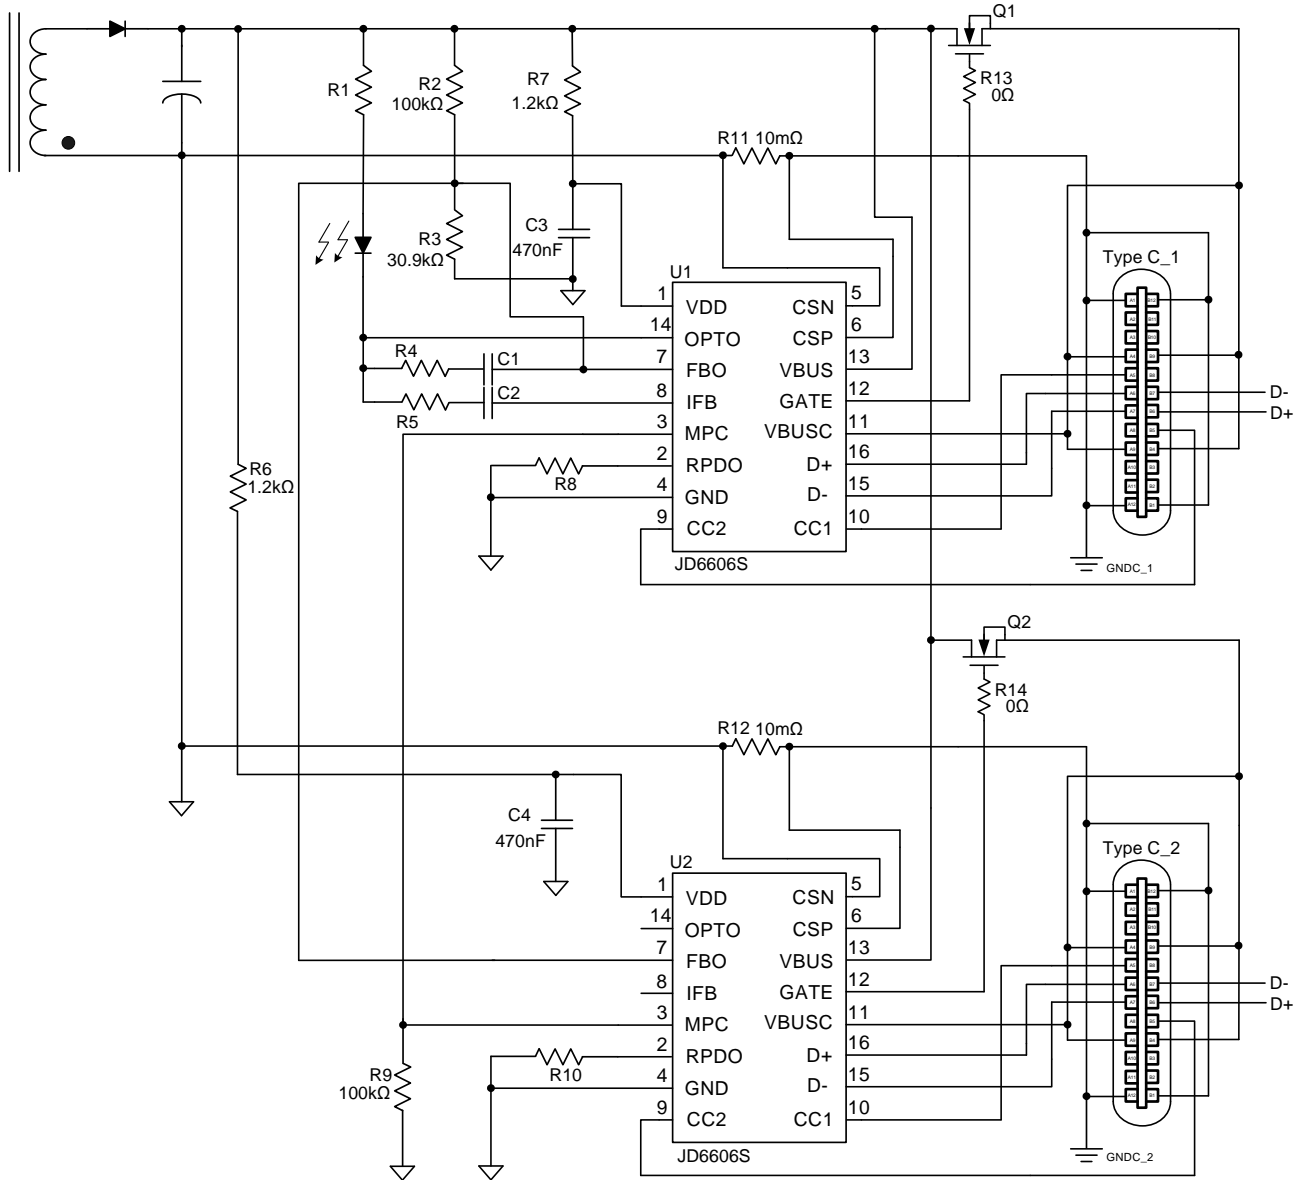 Q1
R13
0Ω
R1
R2
100kΩ
R7
1.2kΩ
R11 10mΩ
R3
30.9kΩ
C3
470nF
Type C_1
U1
1 VDD CSN 5
14 OPTO CSP 6
7 FBO VBUS 13
8 IFB GATE 12
3 MPC VBUSC 11
2 RPDO D+ 16
4 GND D- 15
9 CC2 CC1 10
JD6606S
R4
C1
R5
C2
R8
R6
1.2kΩ
D-
D+
GNDC_1
Q2
R14
0Ω
R12 10mΩ
C4
470nF
Type C_2
U2
1 VDD CSN 5
14 OPTO CSP 6
7 FBO VBUS 13
8 IFB GATE 12
3 MPC VBUSC 11
2 RPDO D+ 16
4 GND D- 15
9 CC2 CC1 10
JD6606S
R9
100kΩ
R10
D-
D+
GNDC_2